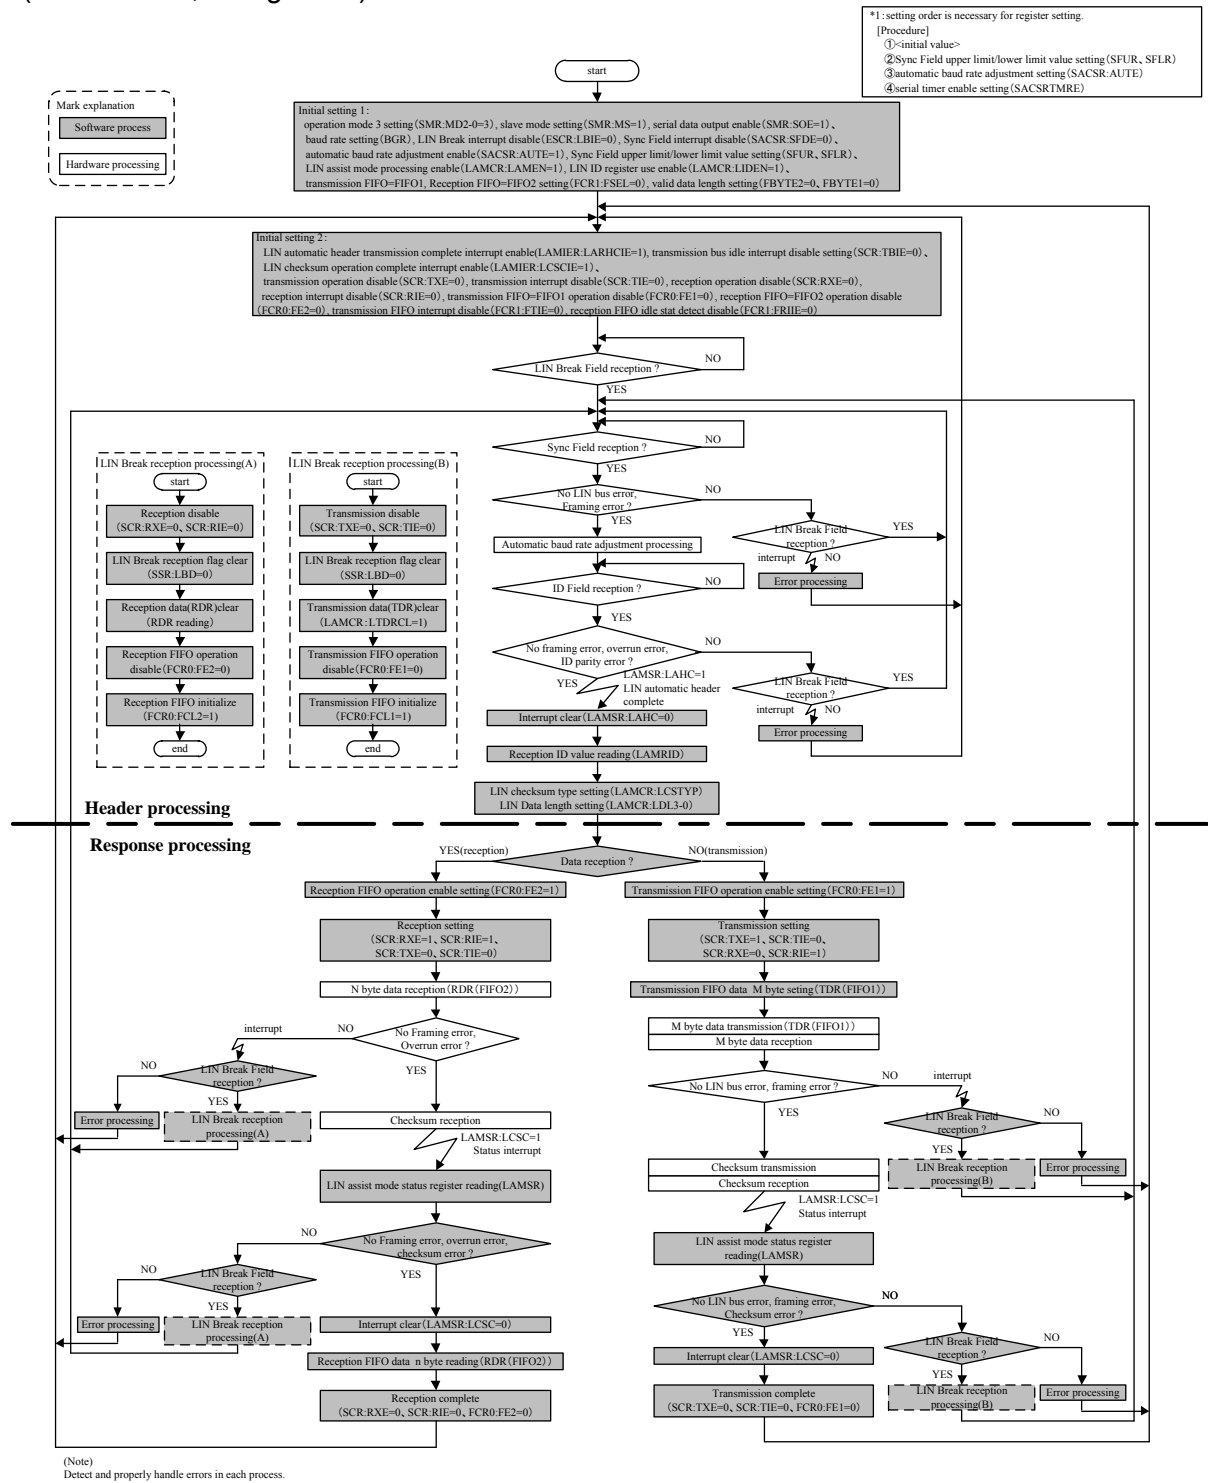 *1：setting order is necessary for register setting.
[Procedure]
①<initial value>
②Sync Field upper limit/lower limit value setting（SFUR、SFLR）
③automatic baud rate adjustment setting（SACSR:AUTE）
④serial timer enable setting（SACSRTMRE）
start
Mark explanation
Software process
Hardware processing
Initial setting 1：
operation mode 3 setting(SMR:MD2-0=3), slave mode setting(SMR:MS=1), serial data output enable(SMR:SOE=1)、
baud rate setting(BGR), LIN Break interrupt disable(ESCR:LBIE=0), Sync Field interrupt disable(SACSR:SFDE=0)、
automatic baud rate adjustment enable(SACSR:AUTE=1), Sync Field upper limit/lower limit value setting(SFUR, SFLR)、
LIN assist mode processing enable(LAMCR:LAMEN=1), LIN ID register use enable(LAMCR:LIDEN=1)、
transmission FIFO=FIFO1, Reception FIFO=FIFO2 setting(FCR1:FSEL=0), valid data length setting(FBYTE2=0, FBYTE1=0)
Initial setting 2：
LIN automatic header transmission complete interrupt enable(LAMIER:LARHCIE=1), transmission bus idle interrupt disable setting(SCR:TBIE=0)、
LIN checksum operation complete interrupt enable(LAMIER:LCSCIE=1)、
transmission operation disable(SCR:TXE=0), transmission interrupt disable(SCR:TIE=0), reception operation disable(SCR:RXE=0),
reception interrupt disable(SCR:RIE=0), transmission FIFO=FIFO1 operation disable(FCR0:FE1=0), reception FIFO=FIFO2 operation disable
(FCR0:FE2=0), transmission FIFO interrupt disable(FCR1:FTIE=0), reception FIFO idle stat detect disable(FCR1:FRIIE=0)
LIN Break Field reception ?
NO
YES
Sync Field reception ?
NO
YES
No LIN bus error,
Framing error ?
NO
YES
LIN Break Field
reception ?
YES
interrupt
NO
Error processing
Automatic baud rate adjustment processing
ID Field reception ?
NO
YES
No framing error, overrun error,
ID parity error ?
NO
YES
LAMSR:LAHC=1
LIN automatic header
complete
LIN Break Field
reception ?
YES
interrupt
NO
Error processing
Interrupt clear（LAMSR:LAHC=0）
Reception ID value reading（LAMRID）
LIN checksum type setting(LAMCR:LCSTYP)
LIN Data length setting(LAMCR:LDL3-0)
LIN Break reception processing(A)
start
Reception disable
（SCR:RXE=0、SCR:RIE=0）
LIN Break reception flag clear
（SSR:LBD=0）
Reception data(RDR)clear
（RDR reading）
Reception FIFO operation
disable（FCR0:FE2=0）
Reception FIFO initialize
（FCR0:FCL2=1）
end
LIN Break reception processing(B)
start
Transmission disable
（SCR:TXE=0、SCR:TIE=0）
LIN Break reception flag clear
（SSR:LBD=0）
Transmission data(TDR)clear
（LAMCR:LTDRCL=1）
Transmission FIFO operation
disable（FCR0:FE1=0）
Transmission FIFO initialize
（FCR0:FCL1=1）
end
Header processing
Response processing
YES(reception)
Data reception ?
NO(transmission)
Reception FIFO operation enable setting（FCR0:FE2=1）
Reception setting
（SCR:RXE=1、SCR:RIE=1、
SCR:TXE=0、SCR:TIE=0）
N byte data reception（RDR（FIFO2））
No Framing error,
Overrun error ?
NO
interrupt
YES
LIN Break Field
reception ?
NO
YES
Error processing
LIN Break reception
processing(A)
Checksum reception
LAMSR:LCSC=1
Status interrupt
LIN assist mode status register reading(LAMSR)
No Framing error, overrun error,
checksum error ?
NO
YES
LIN Break Field
reception ?
NO
YES
Error processing
LIN Break reception
processing(A)
Interrupt clear（LAMSR:LCSC=0）
Reception FIFO data n byte reading（RDR（FIFO2））
Reception complete
（SCR:RXE=0、SCR:RIE=0、FCR0:FE2=0）
Transmission FIFO operation enable setting（FCR0:FE1=1）
Transmission setting
（SCR:TXE=1、SCR:TIE=0、
SCR:RXE=0、SCR:RIE=1）
Transmission FIFO data M byte seting（TDR（FIFO1））
M byte data transmission（TDR（FIFO1））
M byte data reception
No LIN bus error, framing error ?
NO
interrupt
YES
LIN Break Field
reception ?
NO
YES
LIN Break reception
processing(B)
Error processing
Checksum transmission
Checksum reception
LAMSR:LCSC=1
Status interrupt
LIN assist mode status register
reading(LAMSR)
No LIN bus error, framing error,
Checksum error ?
NO
YES
LIN Break Field
reception ?
NO
YES
LIN Break reception
processing(B)
Error processing
Interrupt clear（LAMSR:LCSC=0）
Transmission complete
（SCR:TXE=0、SCR:TIE=0、FCR0:FE1=0）
(Note)
Detect and properly handle errors in each process.